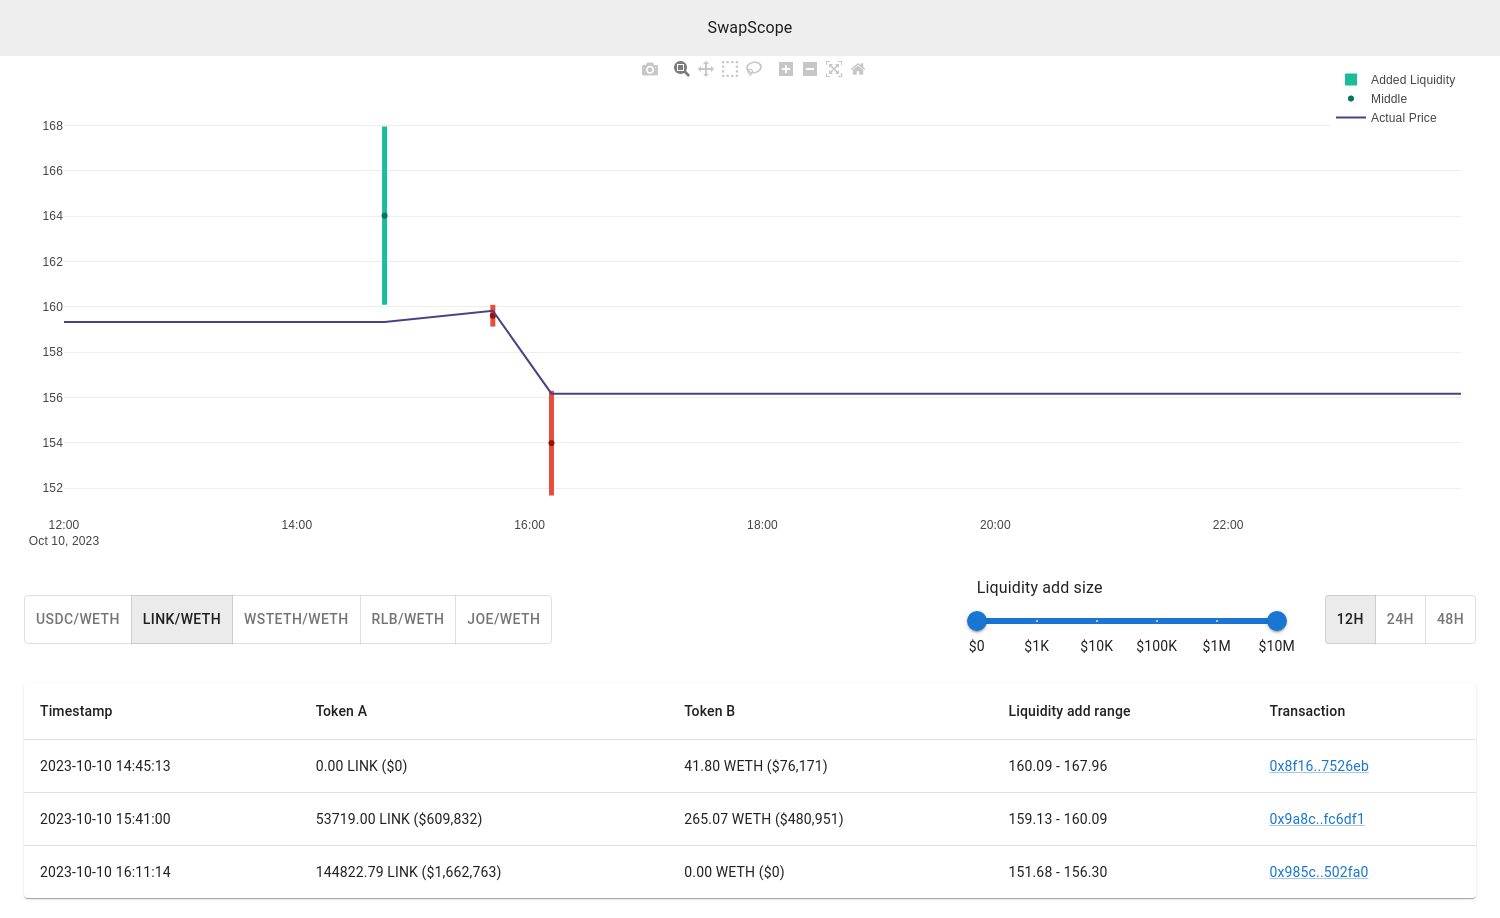 SwapScope
Added Liquidity
Middle
Actual Price
168
166
164
162
160
158
156
154
152
12:00 14:00 16:00 18:00 20:00 22:00
Oct 10, 2023
Liquidity add size
USDC/WETH LINK/WETH WSTETH/WETH RLB/WETH JOE/WETH 12H 24H 48H
$0 $1K $10K $100K $1M $10M
Timestamp Token A Token B Liquidity add range Transaction
2023-10-10 14:45:13 0.00 LINK ($0) 41.80 WETH ($76,171) 160.09 - 167.96 0x8f16..7526eb
2023-10-10 15:41:00 53719.00 LINK ($609,832) 265.07 WETH ($480,951) 159.13 - 160.09 0x9a8c..fc6df1
2023-10-10 16:11:14 144822.79 LINK ($1,662,763) 0.00 WETH ($0) 151.68 - 156.30 0x985c..502fa0